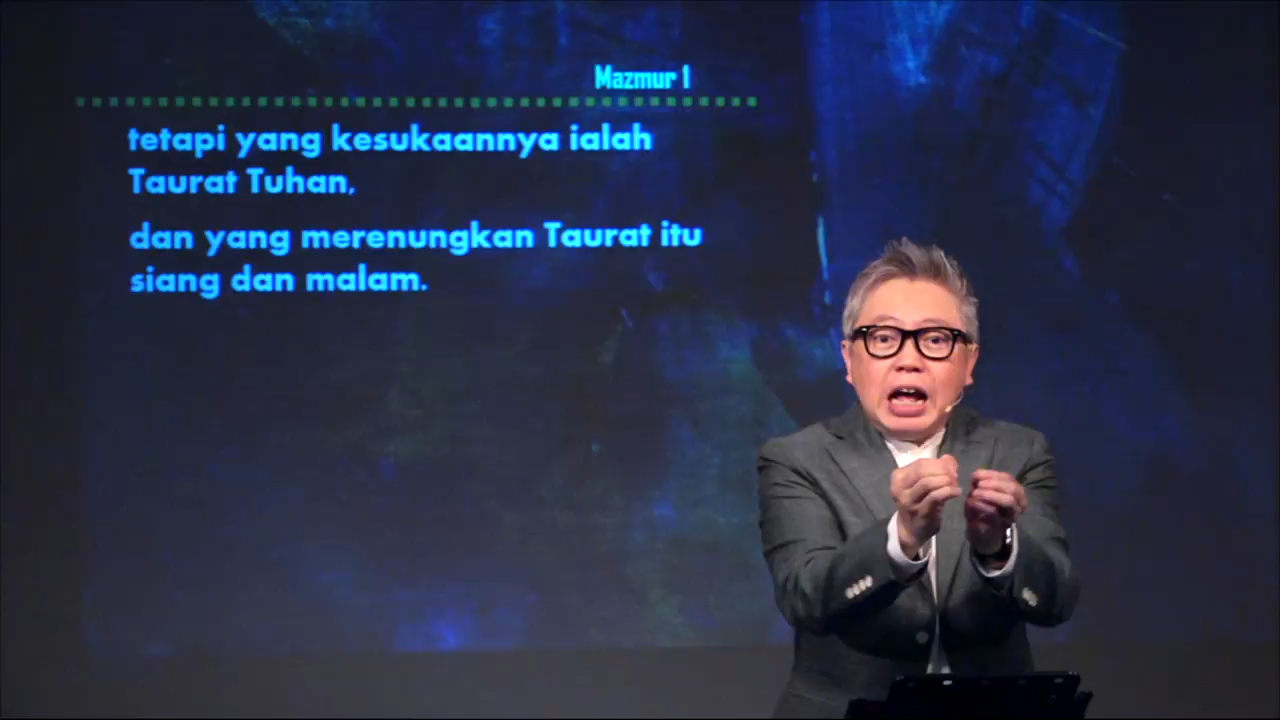 Mazmur 1
tetapi yang kesukaannya ialah
Taurat Tuhan,
dan yang merenungkan Taurat itu
siang dan malam.